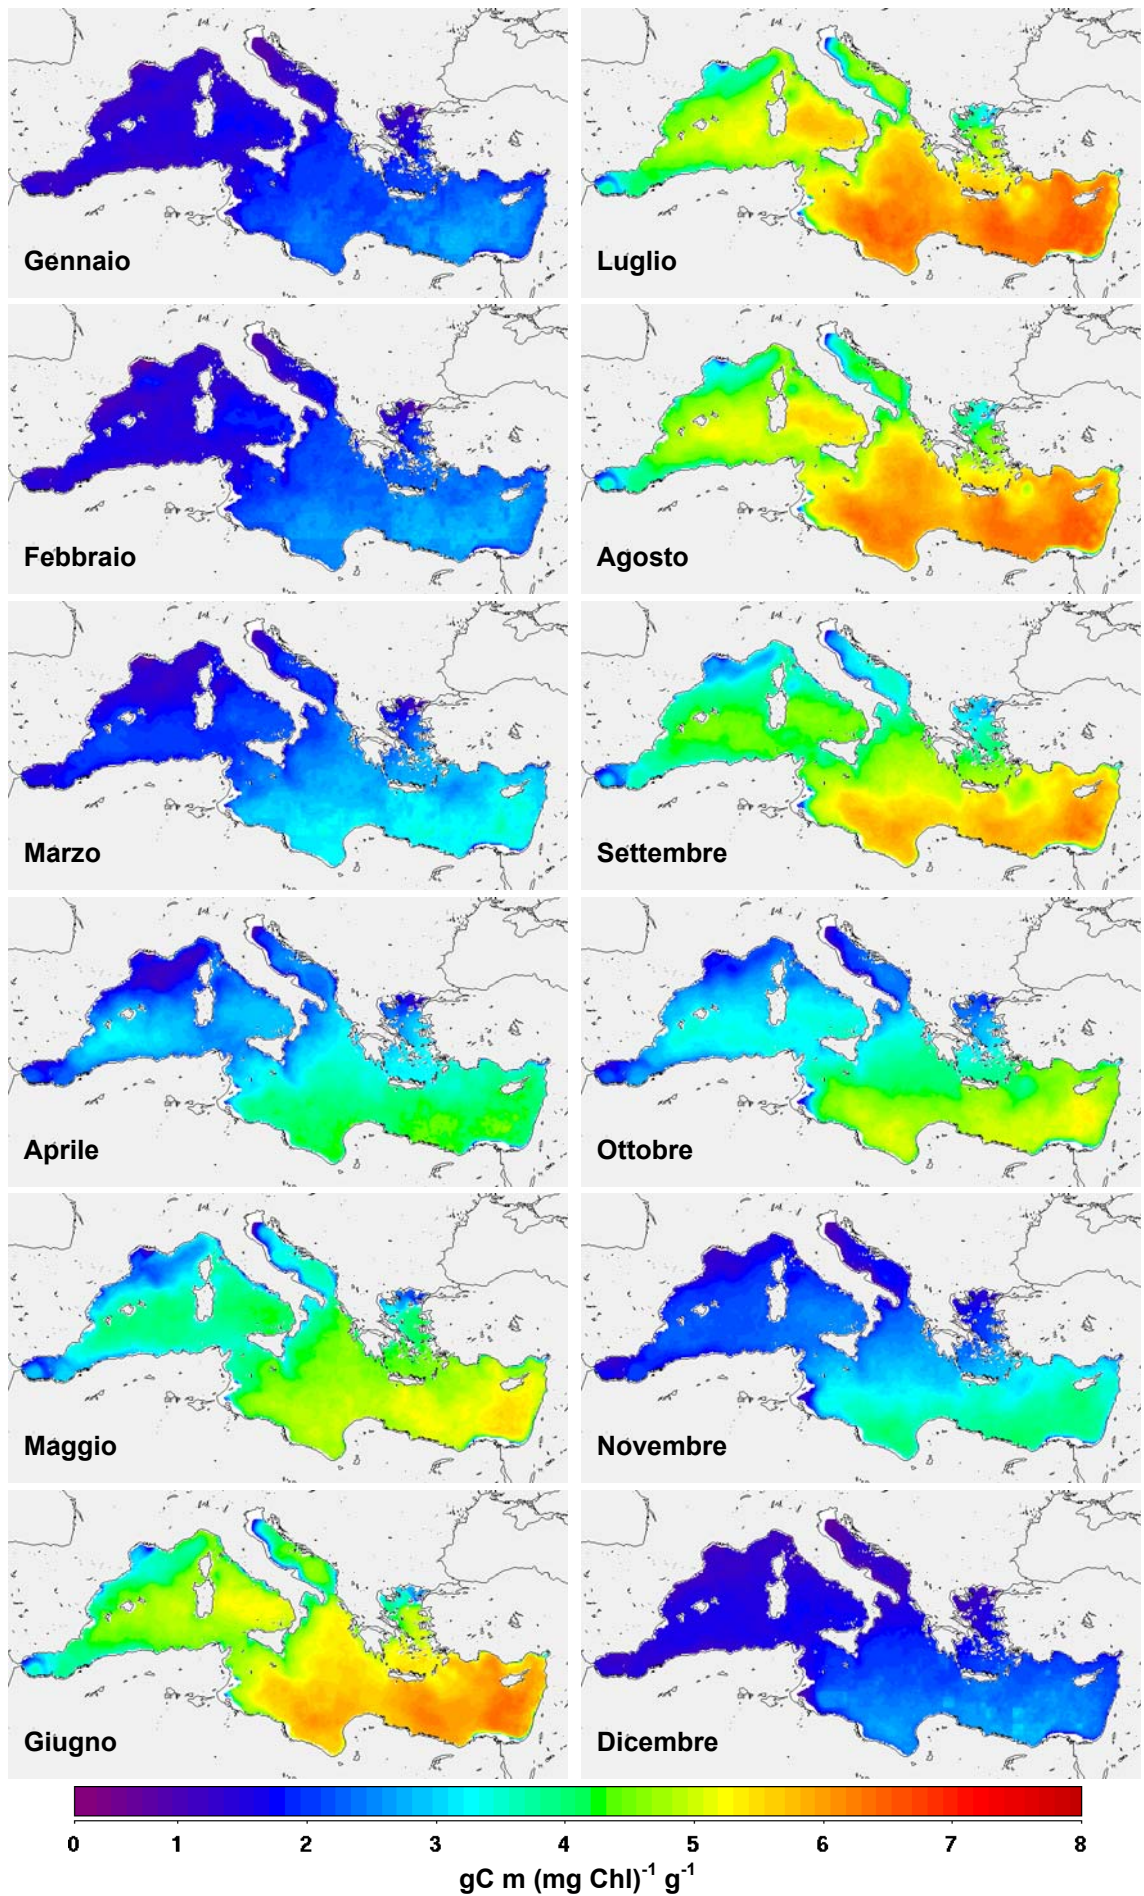 Gennaio
Luglio
Febbraio
Agosto
Marzo
Settembre
Aprile
Ottobre
Maggio
Novembre
Giugno
Dicembre
0 1 2 3 4 5 6 7 8
gC m (mg Chl)⁻¹ g⁻¹